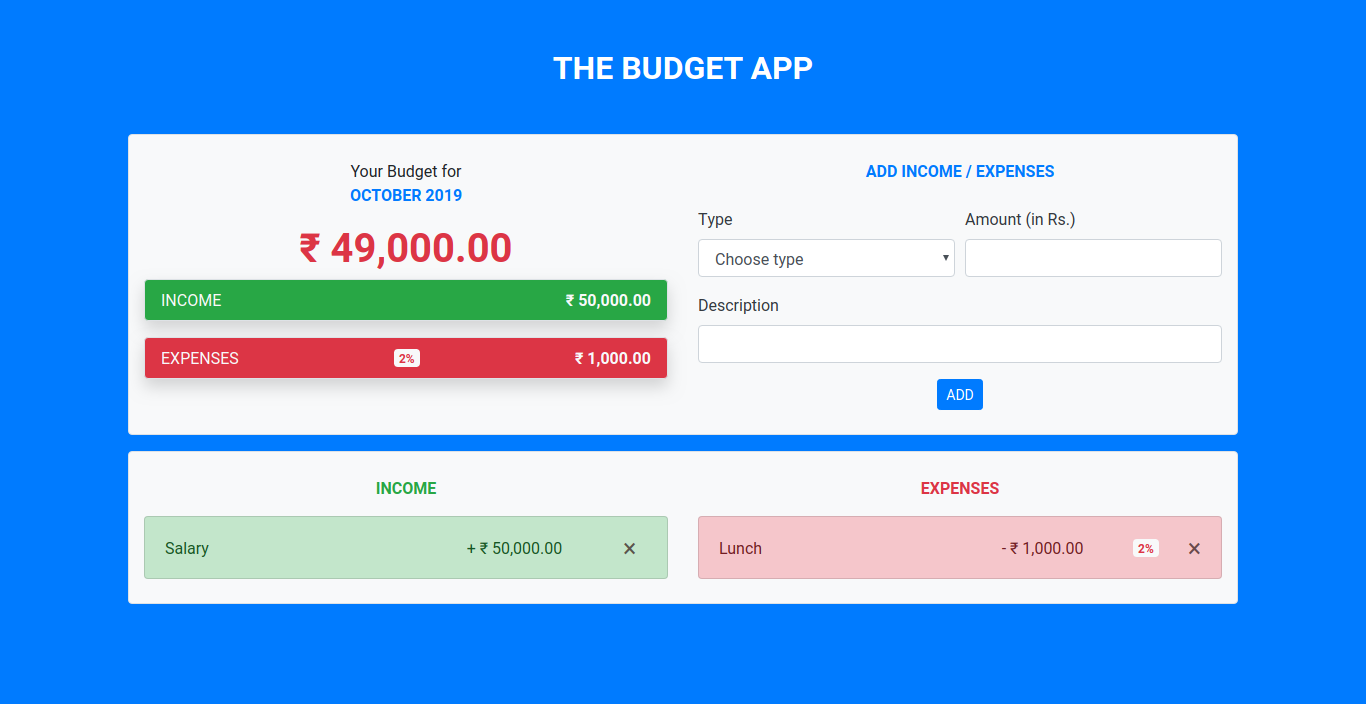 THE BUDGET APP
Your Budget for
OCTOBER 2019
₹ 49,000.00
INCOME ₹ 50,000.00
EXPENSES 2% ₹ 1,000.00
ADD INCOME / EXPENSES
Type Amount (in Rs.)
Choose type
Description
ADD
INCOME
Salary + ₹ 50,000.00 ×
EXPENSES
Lunch - ₹ 1,000.00 2% ×